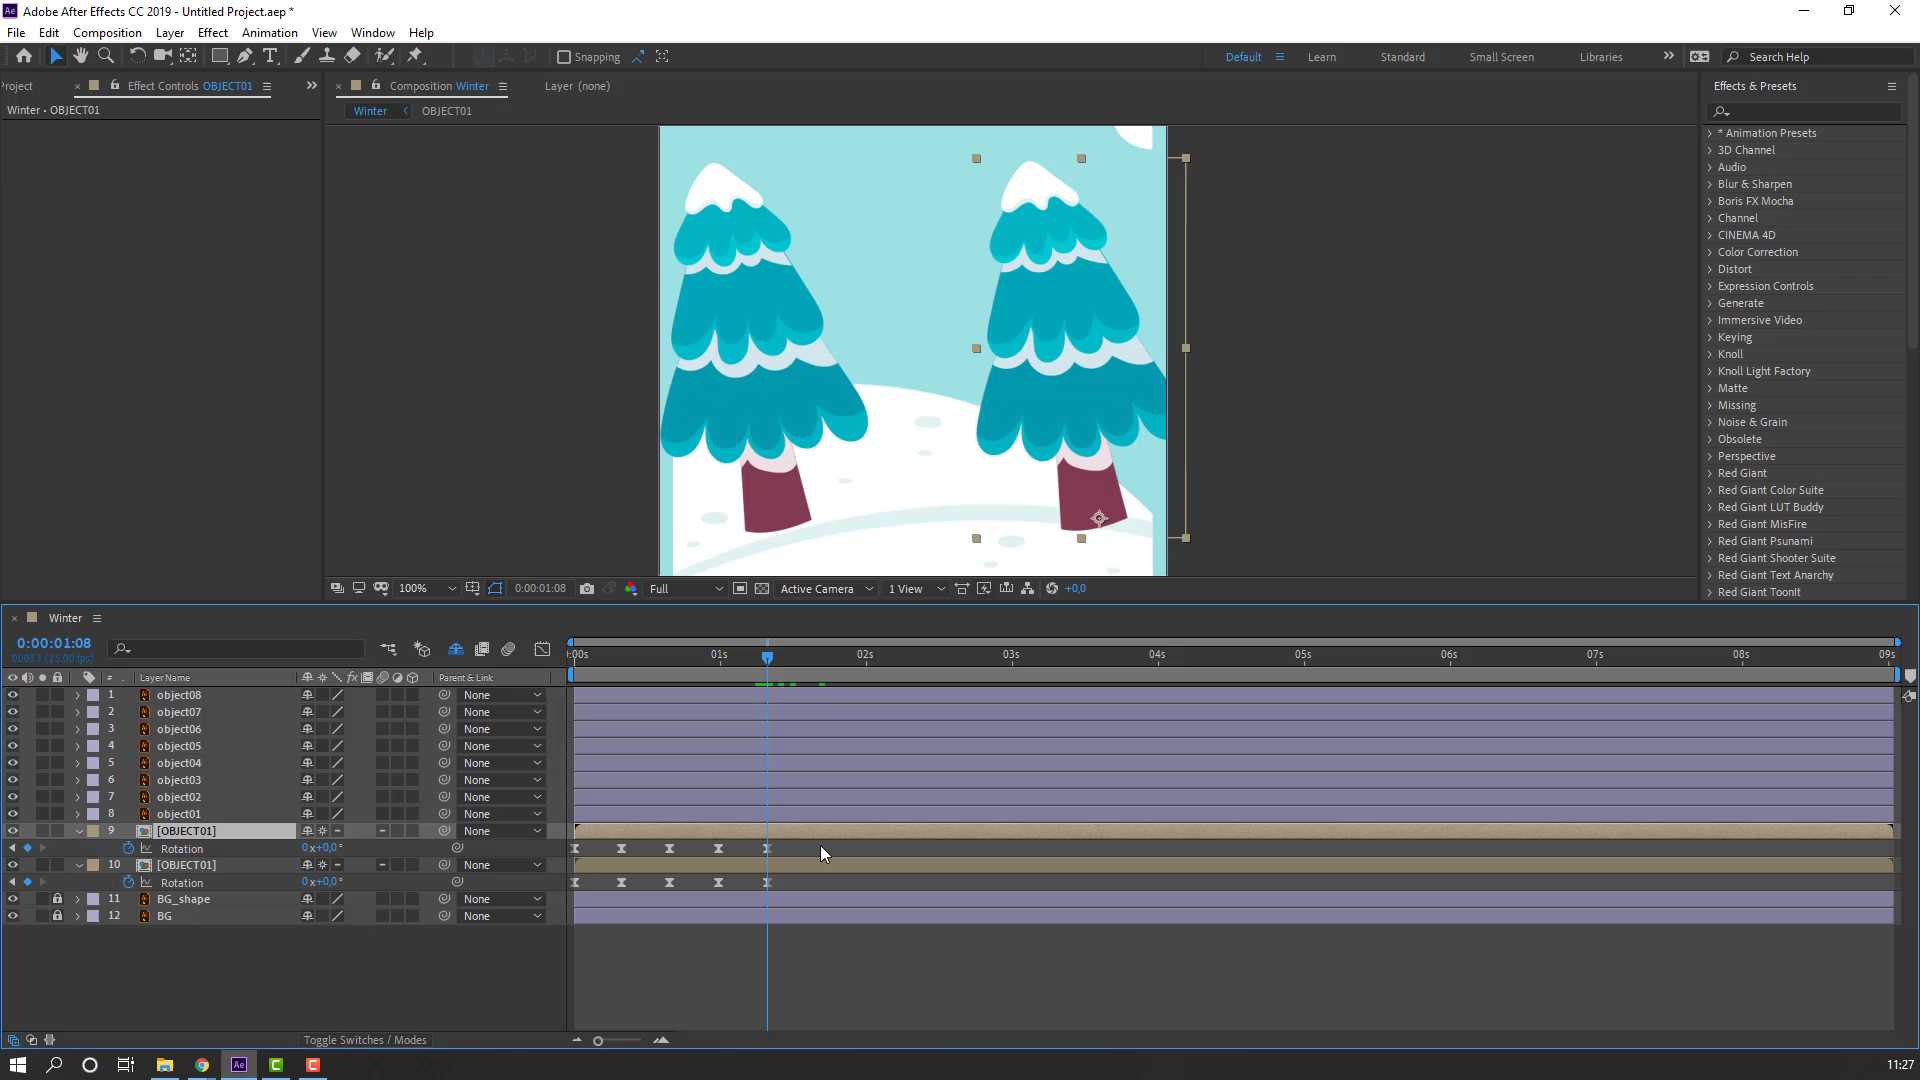 Ae Adobe After Effects CC 2019 - Untitled Project.aep *
File Edit Composition Layer Effect Animation View Window Help
Snapping Default Learn Standard Small Screen Libraries Search Help
roject Effect Controls OBJECT01 Composition Winter Layer (none) Effects & Presets
Winter • OBJECT01 Winter OBJECT01
* Animation Presets
3D Channel
Audio
Blur & Sharpen
Boris FX Mocha
Channel
CINEMA 4D
Color Correction
Distort
Expression Controls
Generate
Immersive Video
Keying
Knoll
Knoll Light Factory
Matte
Missing
Noise & Grain
Obsolete
Perspective
Red Giant
Red Giant Color Suite
Red Giant LUT Buddy
Red Giant MisFire
Red Giant Psunami
Red Giant Shooter Suite
Red Giant Text Anarchy
Red Giant ToonIt
100% 0:00:01:08 Full Active Camera 1 View +0,0
Winter
0:00:01:08
00033 (25.00 fps)
:00s 01s 02s 03s 04s 05s 06s 07s 08s 09s
# Layer Name Parent & Link
1 object08 None
2 object07 None
3 object06 None
4 object05 None
5 object04 None
6 object03 None
7 object02 None
8 object01 None
9 [OBJECT01] None
Rotation 0x+0,0°
10 [OBJECT01] None
Rotation 0x+0,0°
11 BG_shape None
12 BG None
Toggle Switches / Modes
Ae 11:27